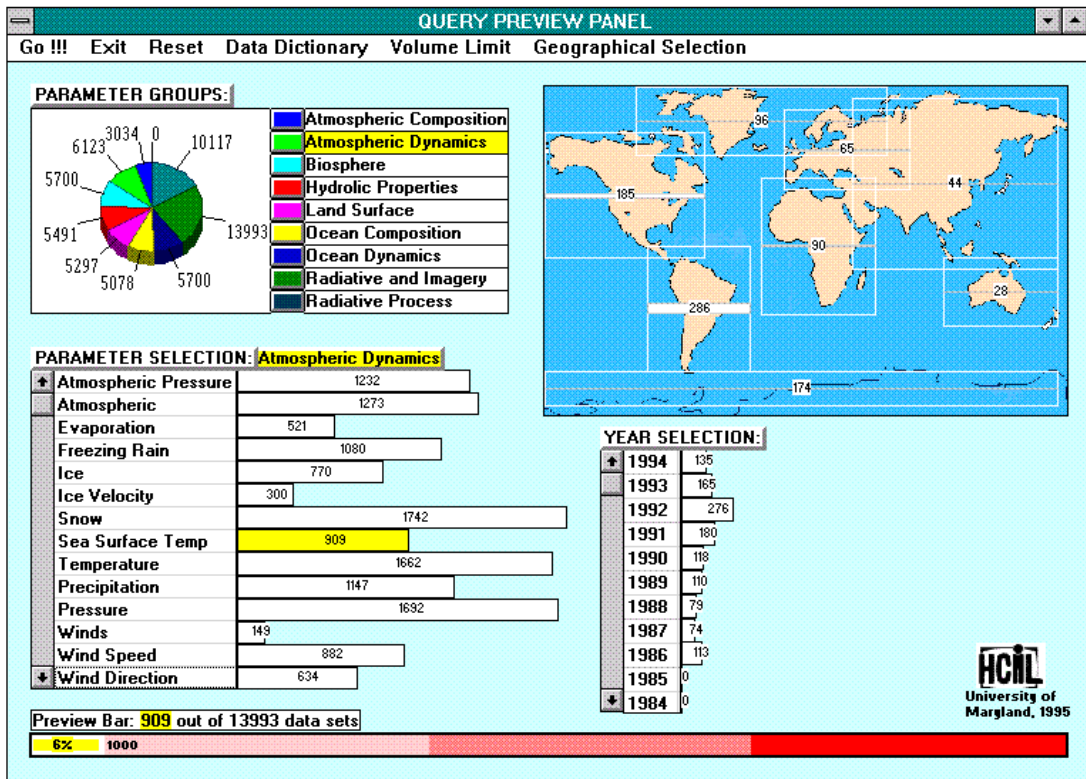 QUERY PREVIEW PANEL
Go !!! Exit Reset Data Dictionary Volume Limit Geographical Selection
PARAMETER GROUPS:
3034
0
10117
6123
5700
5491
5297
5078
5700
13993
Atmospheric Composition
Atmospheric Dynamics
Biosphere
Hydrolic Properties
Land Surface
Ocean Composition
Ocean Dynamics
Radiative and Imagery
Radiative Process
96
65
44
185
90
28
286
174
PARAMETER SELECTION: Atmospheric Dynamics
Atmospheric Pressure 1232
Atmospheric 1273
Evaporation 521
Freezing Rain 1080
Ice 770
Ice Velocity 300
Snow 1742
Sea Surface Temp 909
Temperature 1662
Precipitation 1147
Pressure 1692
Winds 149
Wind Speed 882
Wind Direction 634
YEAR SELECTION:
1994 135
1993 165
1992 276
1991 180
1990 118
1989 110
1988 79
1987 74
1986 113
1985 0
1984 0
HCIL
University of
Maryland, 1995
Preview Bar: 909 out of 13993 data sets
6% 1000